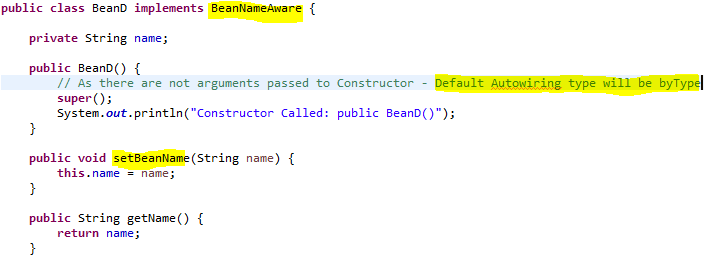 public class BeanD implements BeanNameAware {
private String name;
public BeanD() {
// As there are not arguments passed to Constructor - Default Autowiring type will be byType
super();
System.out.println("Constructor Called: public BeanD()");
}
public void setBeanName(String name) {
this.name = name;
}
public String getName() {
return name;
}